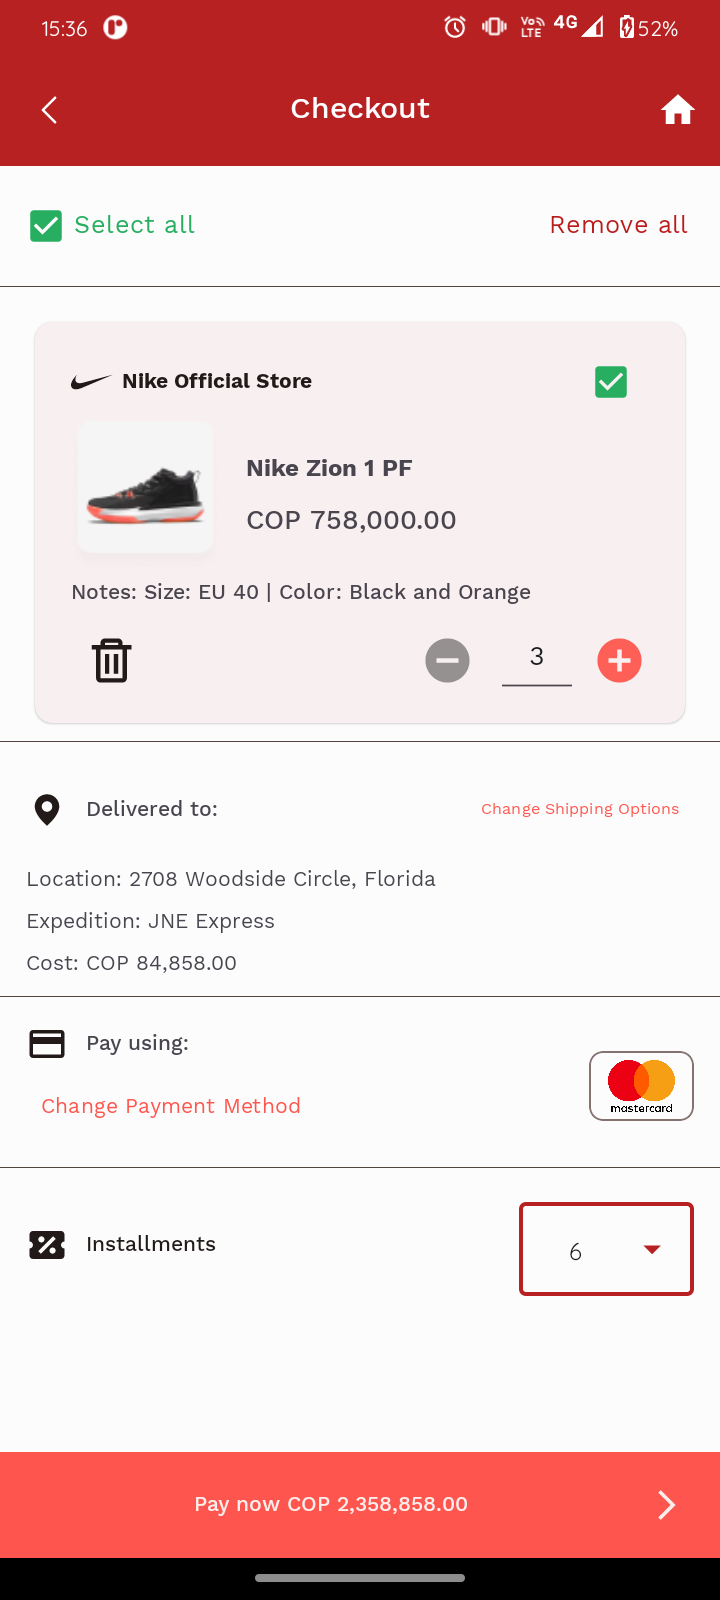 15:36
Vo
LTE
4G
52%
Checkout
Select all
Remove all
Nike Official Store
Nike Zion 1 PF
COP 758,000.00
Notes: Size: EU 40 | Color: Black and Orange
3
Delivered to:
Change Shipping Options
Location: 2708 Woodside Circle, Florida
Expedition: JNE Express
Cost: COP 84,858.00
Pay using:
Change Payment Method
mastercard
Installments
6
Pay now COP 2,358,858.00